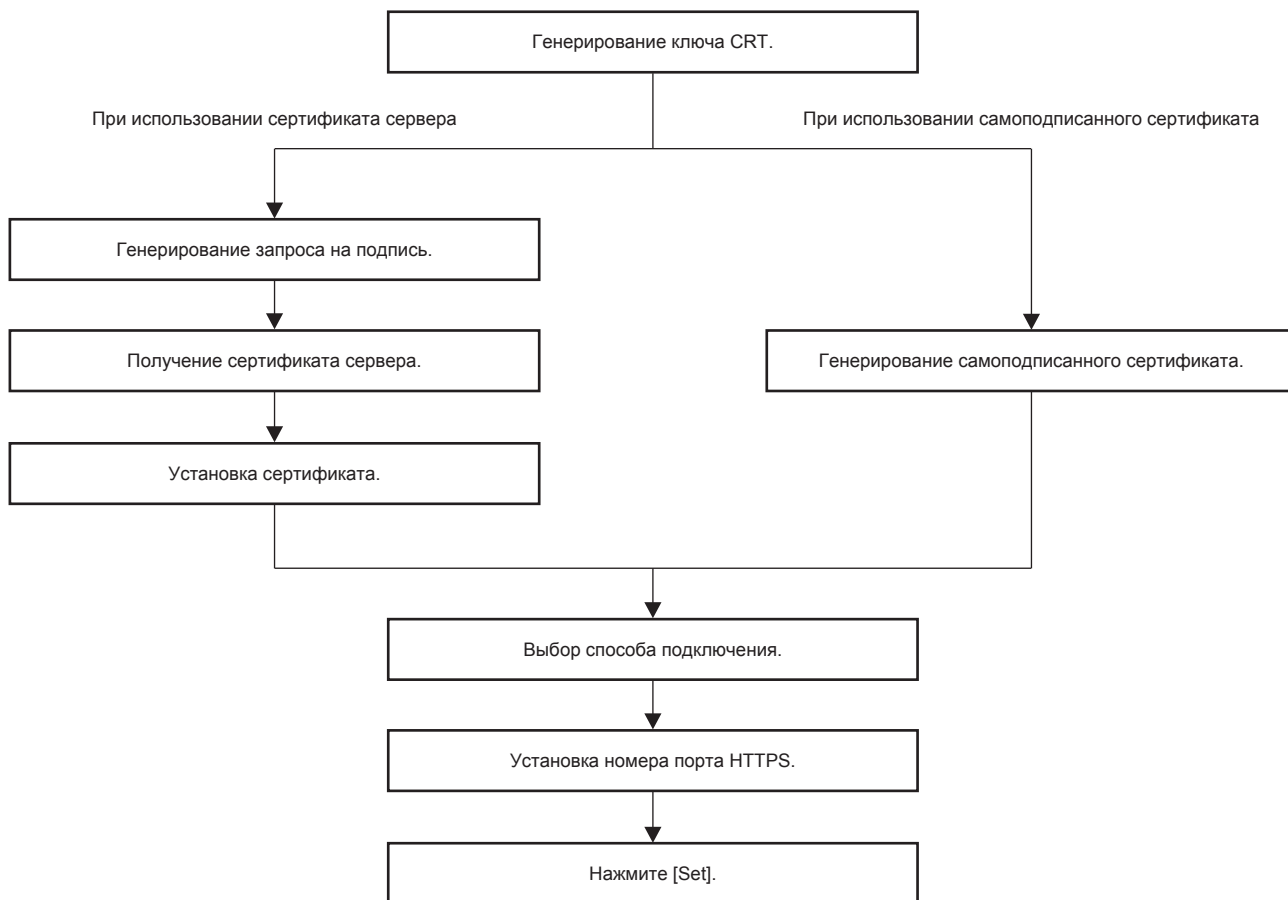 Генерирование ключа CRT.
При использовании сертификата сервера
При использовании самоподписанного сертификата
Генерирование запроса на подпись.
Получение сертификата сервера.
Генерирование самоподписанного сертификата.
Установка сертификата.
Выбор способа подключения.
Установка номера порта HTTPS.
Нажмите [Set].